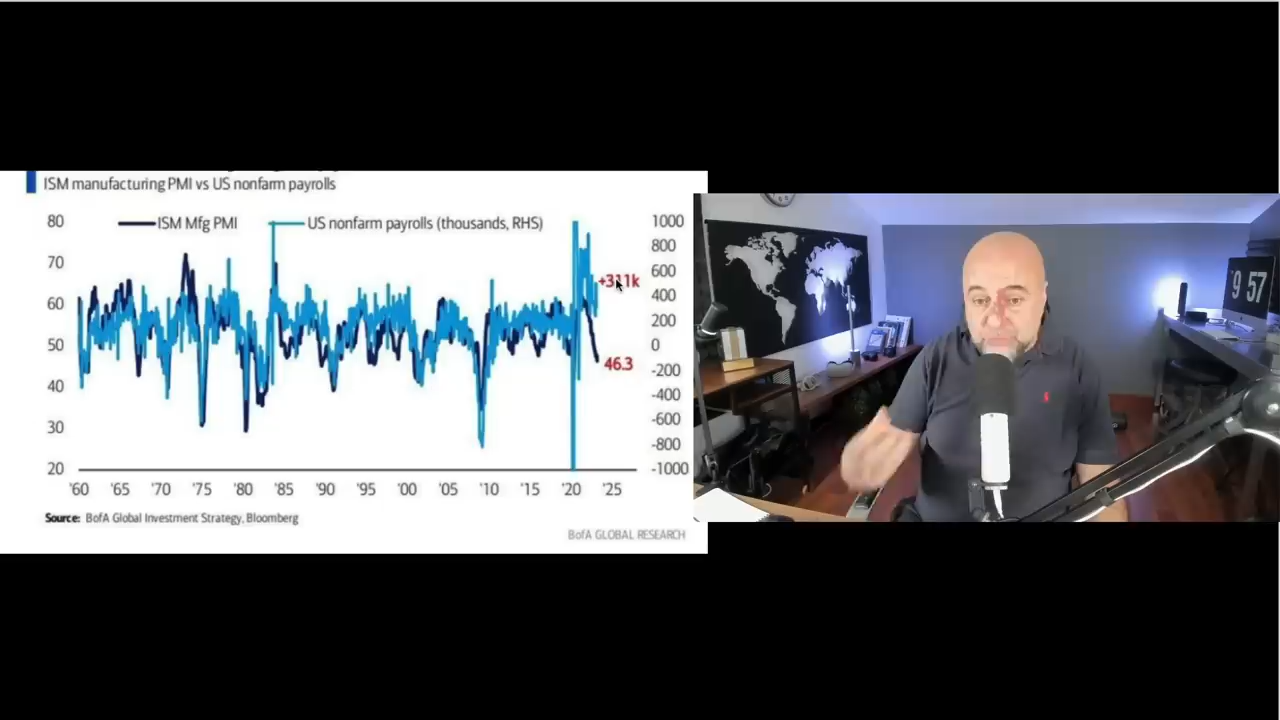 ISM manufacturing PMI vs US nonfarm payrolls
ISM Mfg PMI
US nonfarm payrolls (thousands, RHS)
80
70
60
50
40
30
20
1000
800
600
400
200
0
-200
-400
-600
-800
-1000
+311k
46.3
'60 '65 '70 '75 '80 '85 '90 '95 '00 '05 '10 '15 '20 '25
Source: BofA Global Investment Strategy, Bloomberg
BofA GLOBAL RESEARCH
9 57